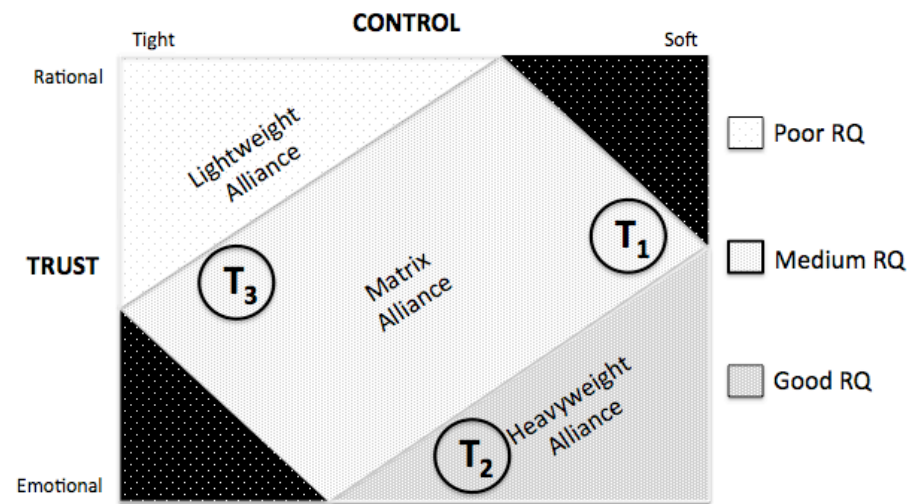 CONTROL
Tight
Soft
Rational
TRUST
Emotional
Lightweight
Alliance
Matrix
Alliance
Heavyweight
Alliance
T1
T3
T2
Poor RQ
Medium RQ
Good RQ